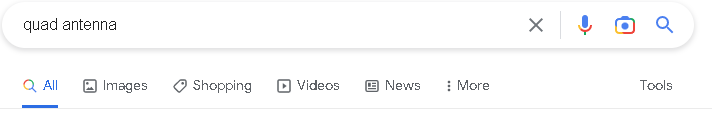 quad antenna
All Images Shopping Videos News More Tools